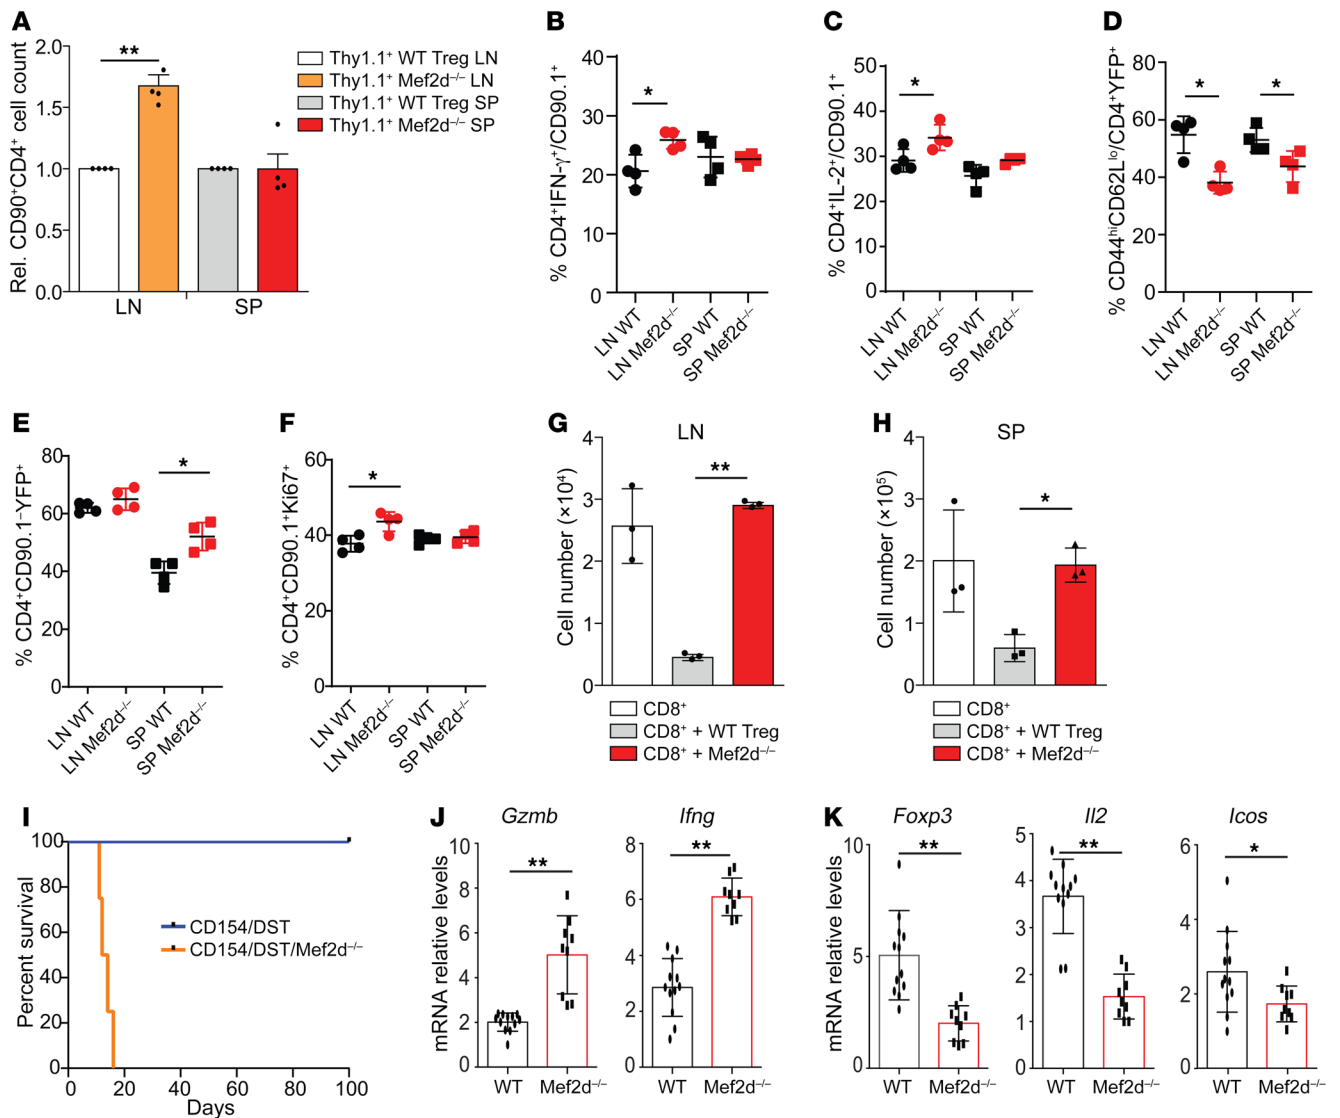 A
Rel. CD90⁺CD4⁺ cell count
2.0
1.5
1.0
0.5
0.0
**
LN
SP
Thy1.1⁺ WT Treg LN
Thy1.1⁺ Mef2d⁻/⁻ LN
Thy1.1⁺ WT Treg SP
Thy1.1⁺ Mef2d⁻/⁻ SP
B
% CD4⁺IFN-γ⁺/CD90.1⁺
40
30
20
10
0
*
LN WT
LN Mef2d⁻/⁻
SP WT
SP Mef2d⁻/⁻
C
% CD4⁺IL-2⁺/CD90.1⁺
50
40
30
20
10
0
*
LN WT
LN Mef2d⁻/⁻
SP WT
SP Mef2d⁻/⁻
D
% CD44ʰⁱCD62Lˡᵒ/CD4⁺YFP⁺
80
60
40
20
0
*
*
LN WT
LN Mef2d⁻/⁻
SP WT
SP Mef2d⁻/⁻
E
% CD4⁺CD90.1⁻YFP⁺
80
60
40
20
0
*
LN WT
LN Mef2d⁻/⁻
SP WT
SP Mef2d⁻/⁻
F
% CD4⁺CD90.1⁺Ki67⁺
60
40
20
0
*
LN WT
LN Mef2d⁻/⁻
SP WT
SP Mef2d⁻/⁻
G
LN
Cell number (×10⁴)
4
3
2
1
0
**
CD8⁺
CD8⁺ + WT Treg
CD8⁺ + Mef2d⁻/⁻
H
SP
Cell number (×10⁵)
4
3
2
1
0
*
CD8⁺
CD8⁺ + WT Treg
CD8⁺ + Mef2d⁻/⁻
I
Percent survival
100
80
60
40
20
0
0 20 40 60 80 100
Days
CD154/DST
CD154/DST/Mef2d⁻/⁻
J
mRNA relative levels
Gzmb
10
8
6
4
2
0
**
WT Mef2d⁻/⁻
Ifng
8
6
4
2
0
**
WT Mef2d⁻/⁻
K
mRNA relative levels
Foxp3
10
5
0
**
WT Mef2d⁻/⁻
Il2
5
4
3
2
1
0
**
WT Mef2d⁻/⁻
Icos
6
4
2
0
*
WT Mef2d⁻/⁻